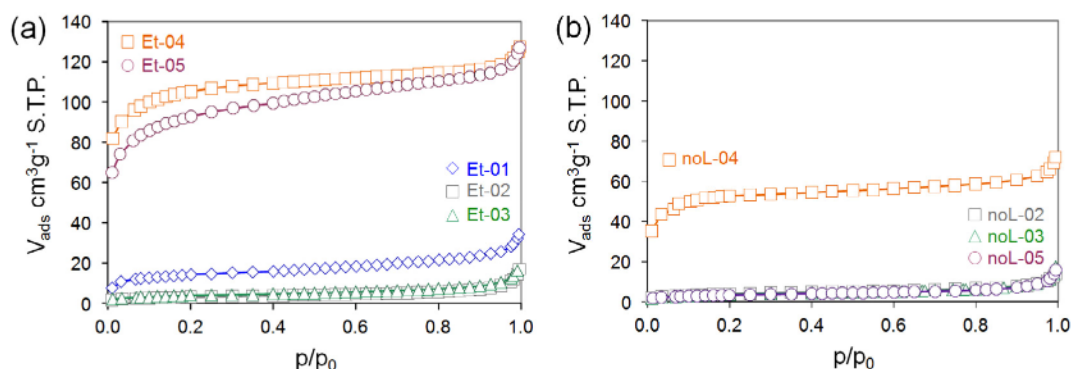 (a)
140
120
100
80
60
40
20
0
V_ads cm³g⁻¹ S.T.P.
Et-04
Et-05
Et-01
Et-02
Et-03
0.0 0.2 0.4 0.6 0.8 1.0
p/p₀
(b)
140
120
100
80
60
40
20
0
V_ads cm³g⁻¹ S.T.P.
noL-04
noL-02
noL-03
noL-05
0.0 0.2 0.4 0.6 0.8 1.0
p/p₀